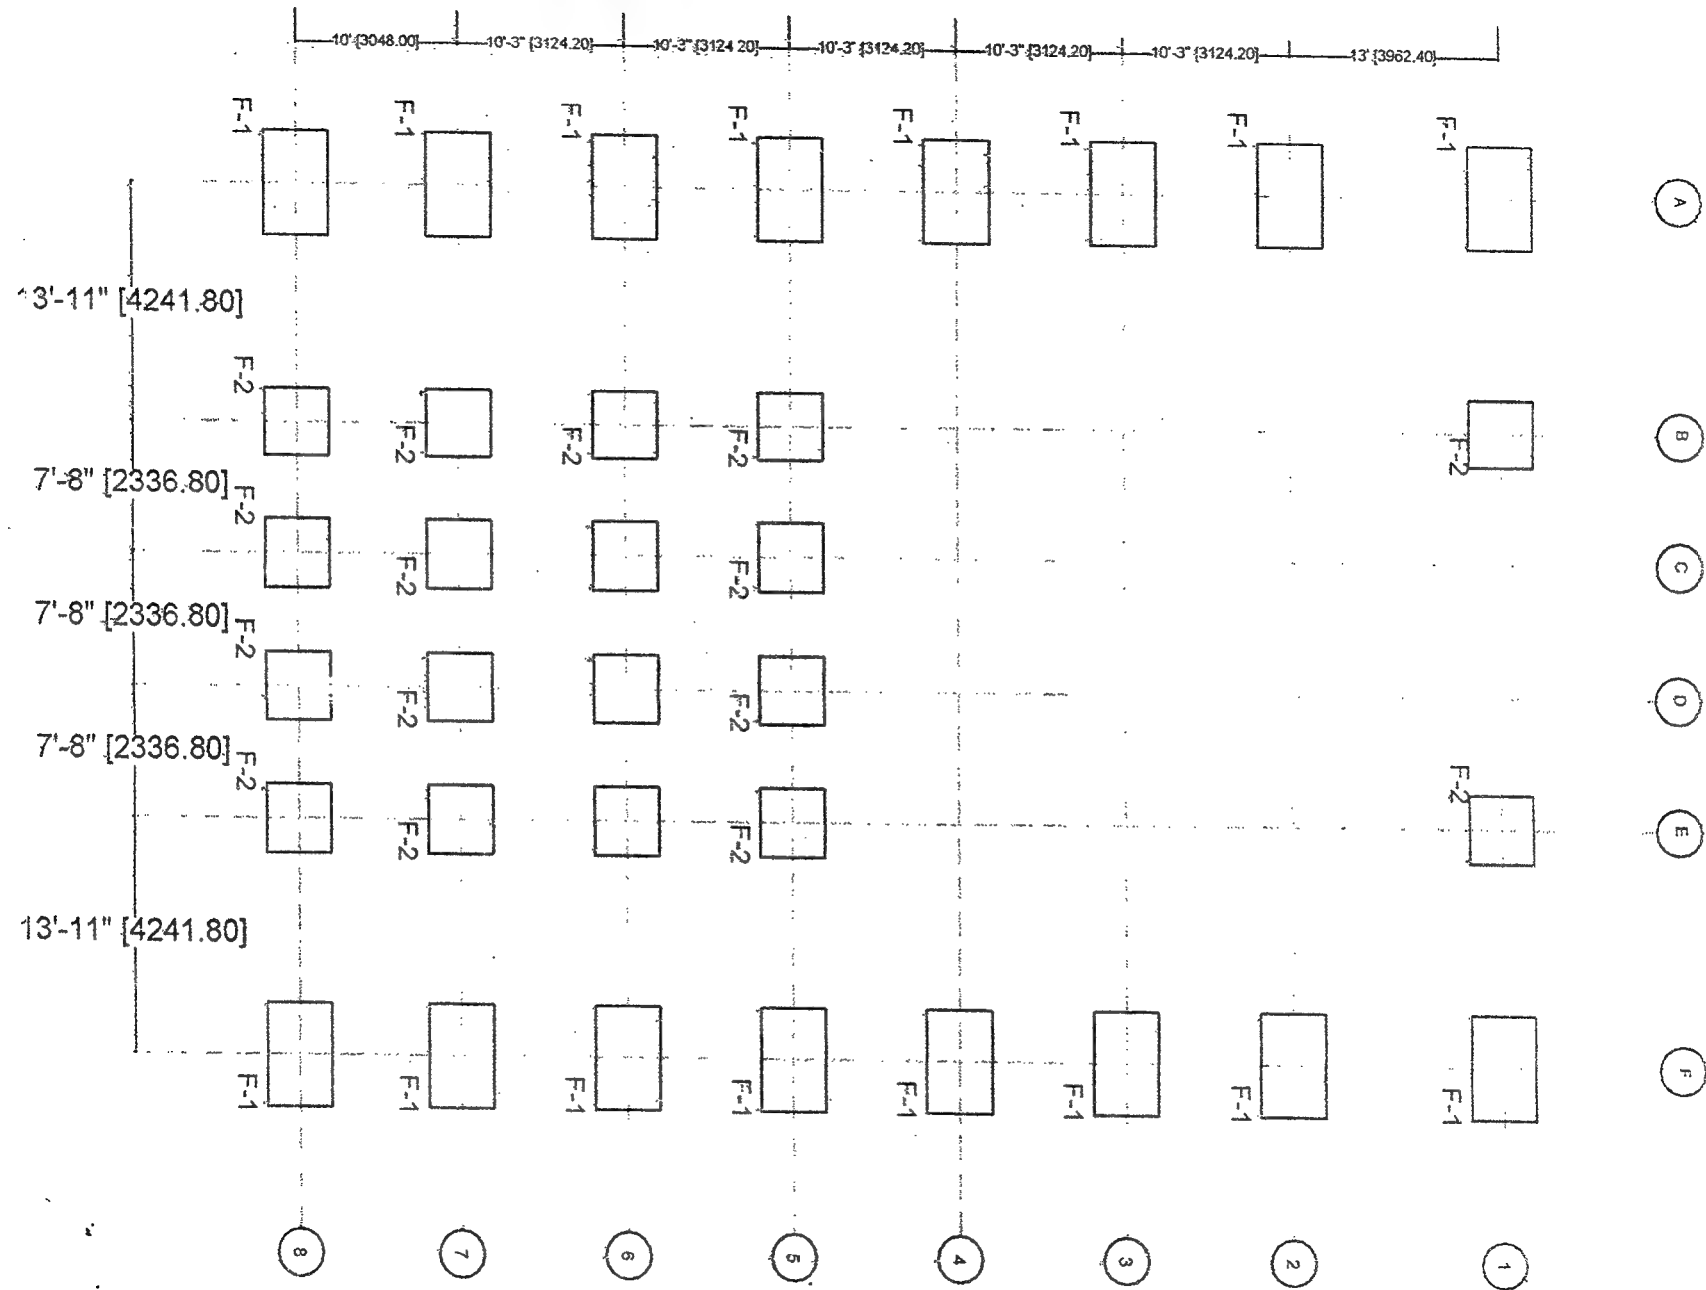 10' [3048.00] 10'-3" [3124.20] 10'-3" [3124.20] 10'-3" [3124.20] 10'-3" [3124.20] 10'-3" [3124.20] 13' [3962.40]
F-1 F-1 F-1 F-1 F-1 F-1 F-1 F-1
A
13'-11" [4241.80]
F-2 F-2 F-2 F-2 F-2
B
7'-8" [2336.80]
F-2 F-2 F-2
C
7'-8" [2336.80]
F-2 F-2 F-2
D
7'-8" [2336.80]
F-2 F-2 F-2 F-2
E
13'-11" [4241.80]
F-1 F-1 F-1 F-1 F-1 F-1 F-1 F-1
F
8 7 6 5 4 3 2 1